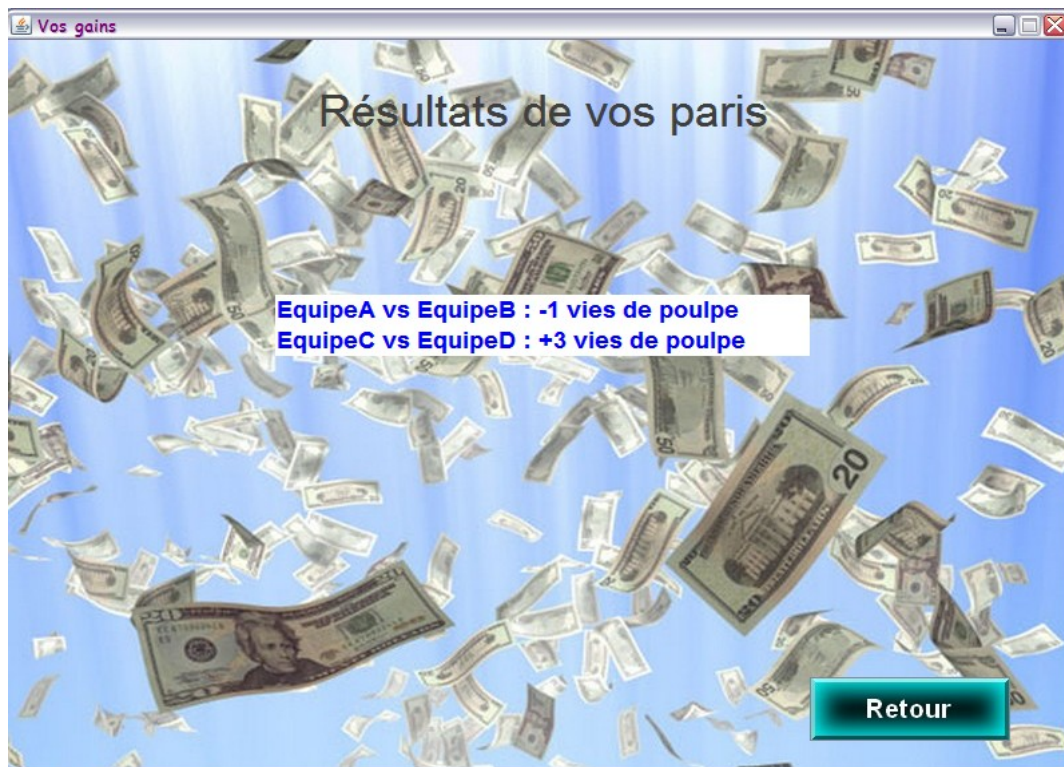 Vos gains
Résultats de vos paris
EquipeA vs EquipeB : -1 vies de poulpe
EquipeC vs EquipeD : +3 vies de poulpe
Retour